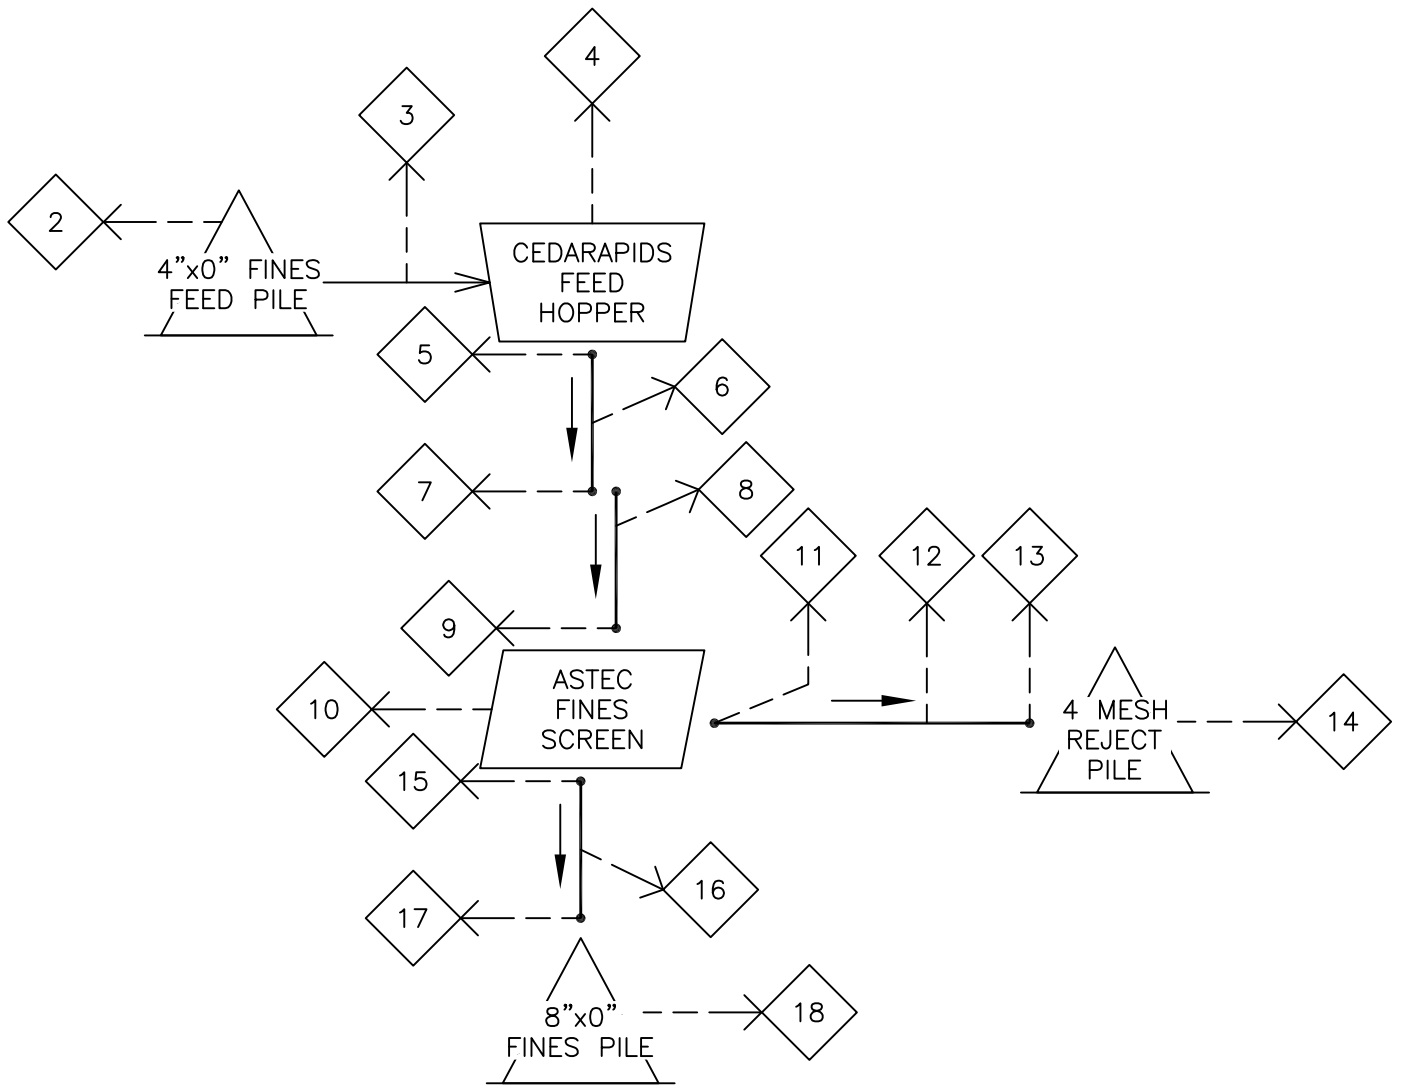 4
3
2
CEDARAPIDS
FEED
HOPPER
4"x0" FINES
FEED PILE
5
6
7
8
11
12
13
9
ASTEC
FINES
SCREEN
10
4 MESH
REJECT
PILE
14
15
16
17
8"x0"
FINES PILE
18